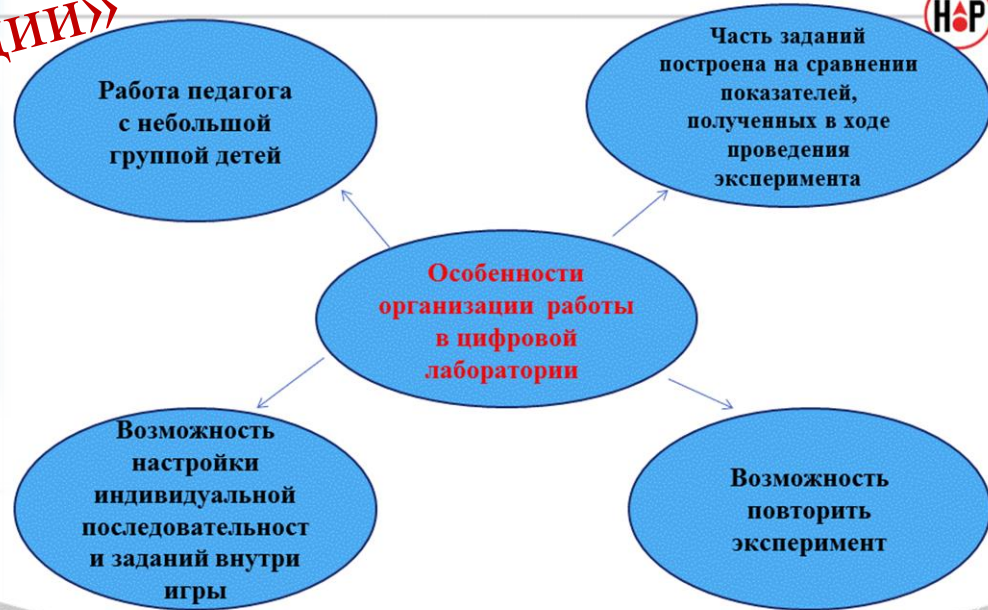 ции»
Н●Р
Работа педагога
с небольшой
группой детей
Часть заданий
построена на сравнении
показателей,
полученных в ходе
проведения
эксперимента
Особенности
организации работы
в цифровой
лаборатории
Возможность
настройки
индивидуальной
последовательност
и заданий внутри
игры
Возможность
повторить
эксперимент